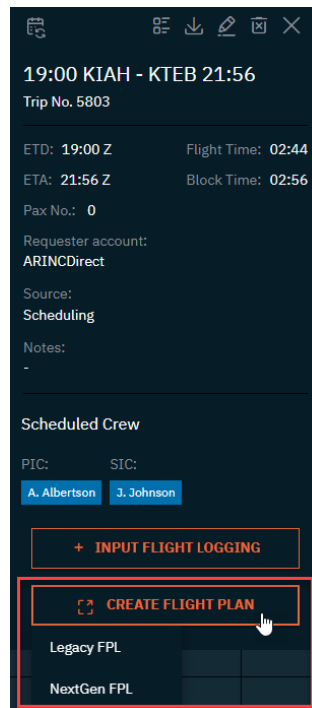 19:00 KIAH - KTEB 21:56
Trip No. 5803
ETD: 19:00 Z Flight Time: 02:44
ETA: 21:56 Z Block Time: 02:56
Pax No.: 0
Requester account:
ARINCDirect
Source:
Scheduling
Notes:
-
Scheduled Crew
PIC: SIC:
A. Albertson J. Johnson
+ INPUT FLIGHT LOGGING
CREATE FLIGHT PLAN
Legacy FPL
NextGen FPL